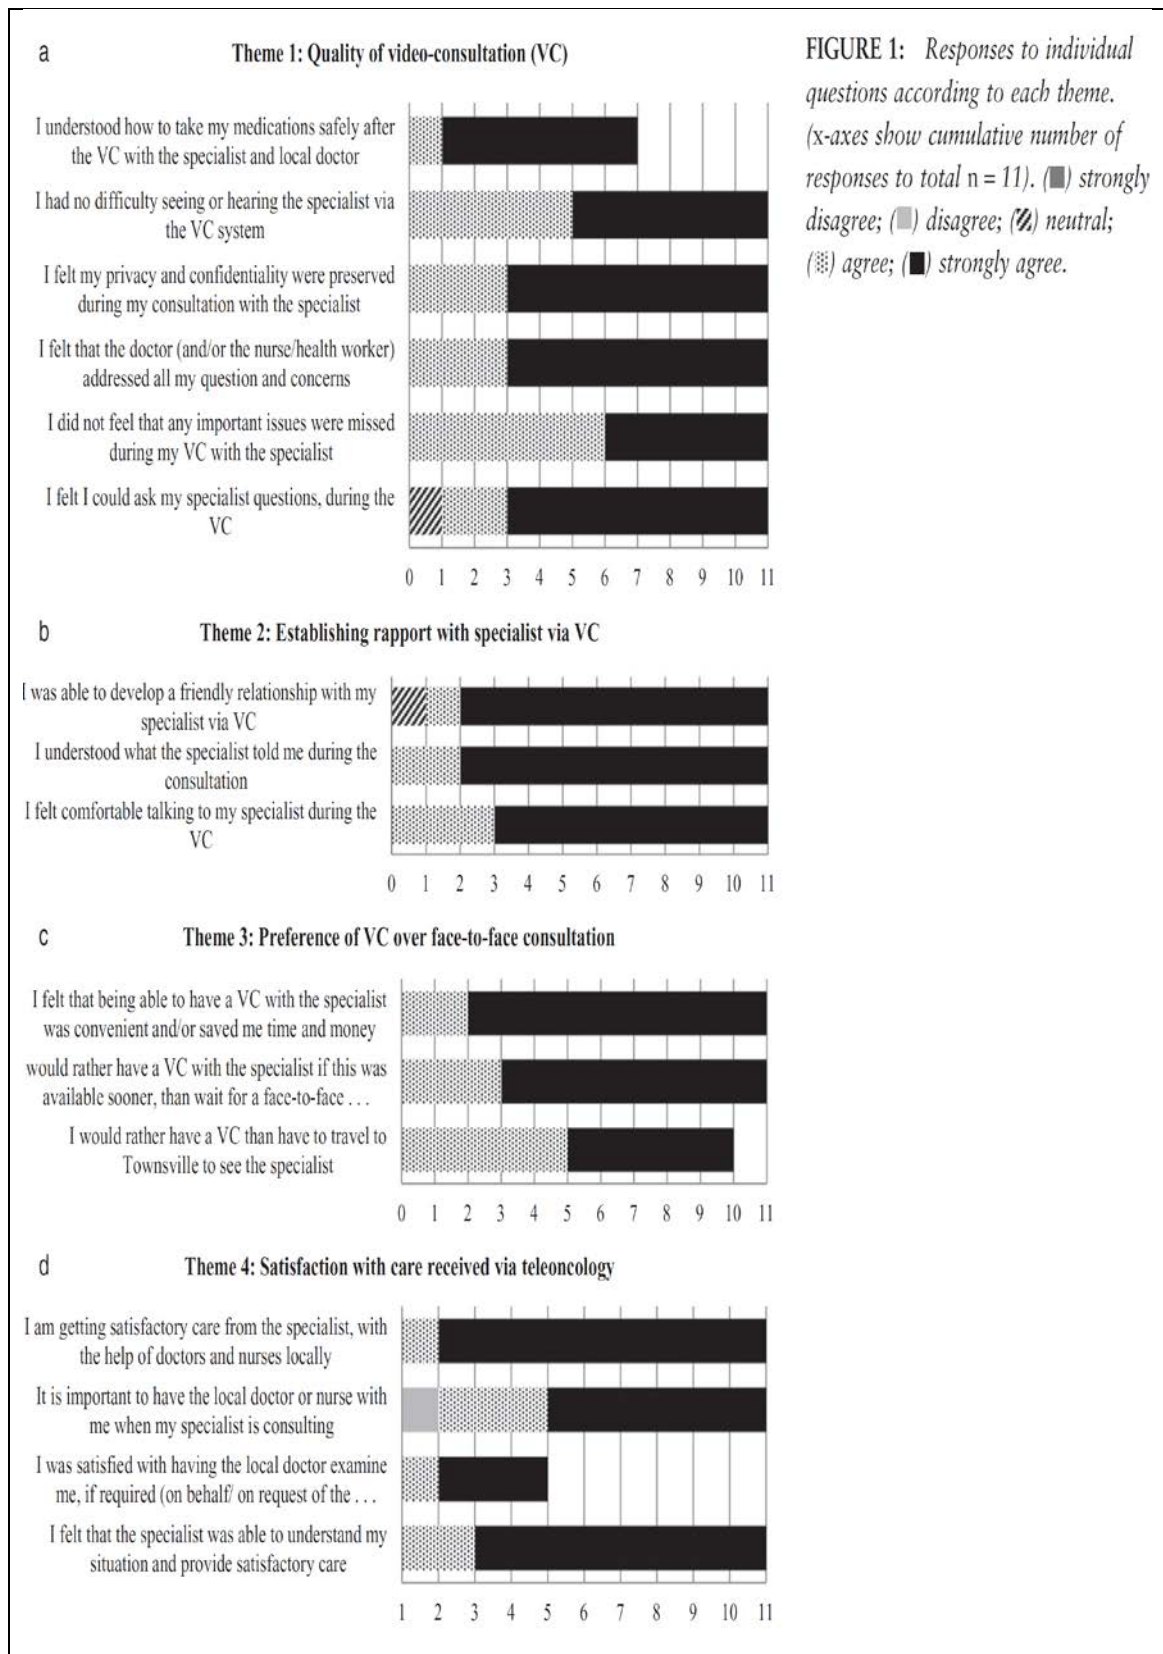 a
Theme 1: Quality of video-consultation (VC)
I understood how to take my medications safely after
the VC with the specialist and local doctor
I had no difficulty seeing or hearing the specialist via
the VC system
I felt my privacy and confidentiality were preserved
during my consultation with the specialist
I felt that the doctor (and/or the nurse/health worker)
addressed all my question and concerns
I did not feel that any important issues were missed
during my VC with the specialist
I felt I could ask my specialist questions, during the
VC
0 1 2 3 4 5 6 7 8 9 10 11
FIGURE 1: Responses to individual
questions according to each theme.
(x-axes show cumulative number of
responses to total n = 11). (■) strongly
disagree; (■) disagree; (▨) neutral;
(▒) agree; (■) strongly agree.
b
Theme 2: Establishing rapport with specialist via VC
I was able to develop a friendly relationship with my
specialist via VC
I understood what the specialist told me during the
consultation
I felt comfortable talking to my specialist during the
VC
0 1 2 3 4 5 6 7 8 9 10 11
c
Theme 3: Preference of VC over face-to-face consultation
I felt that being able to have a VC with the specialist
was convenient and/or saved me time and money
would rather have a VC with the specialist if this was
available sooner, than wait for a face-to-face . . .
I would rather have a VC than have to travel to
Townsville to see the specialist
0 1 2 3 4 5 6 7 8 9 10 11
d
Theme 4: Satisfaction with care received via teleoncology
I am getting satisfactory care from the specialist, with
the help of doctors and nurses locally
It is important to have the local doctor or nurse with
me when my specialist is consulting
I was satisfied with having the local doctor examine
me, if required (on behalf/ on request of the . . .
I felt that the specialist was able to understand my
situation and provide satisfactory care
1 2 3 4 5 6 7 8 9 10 11